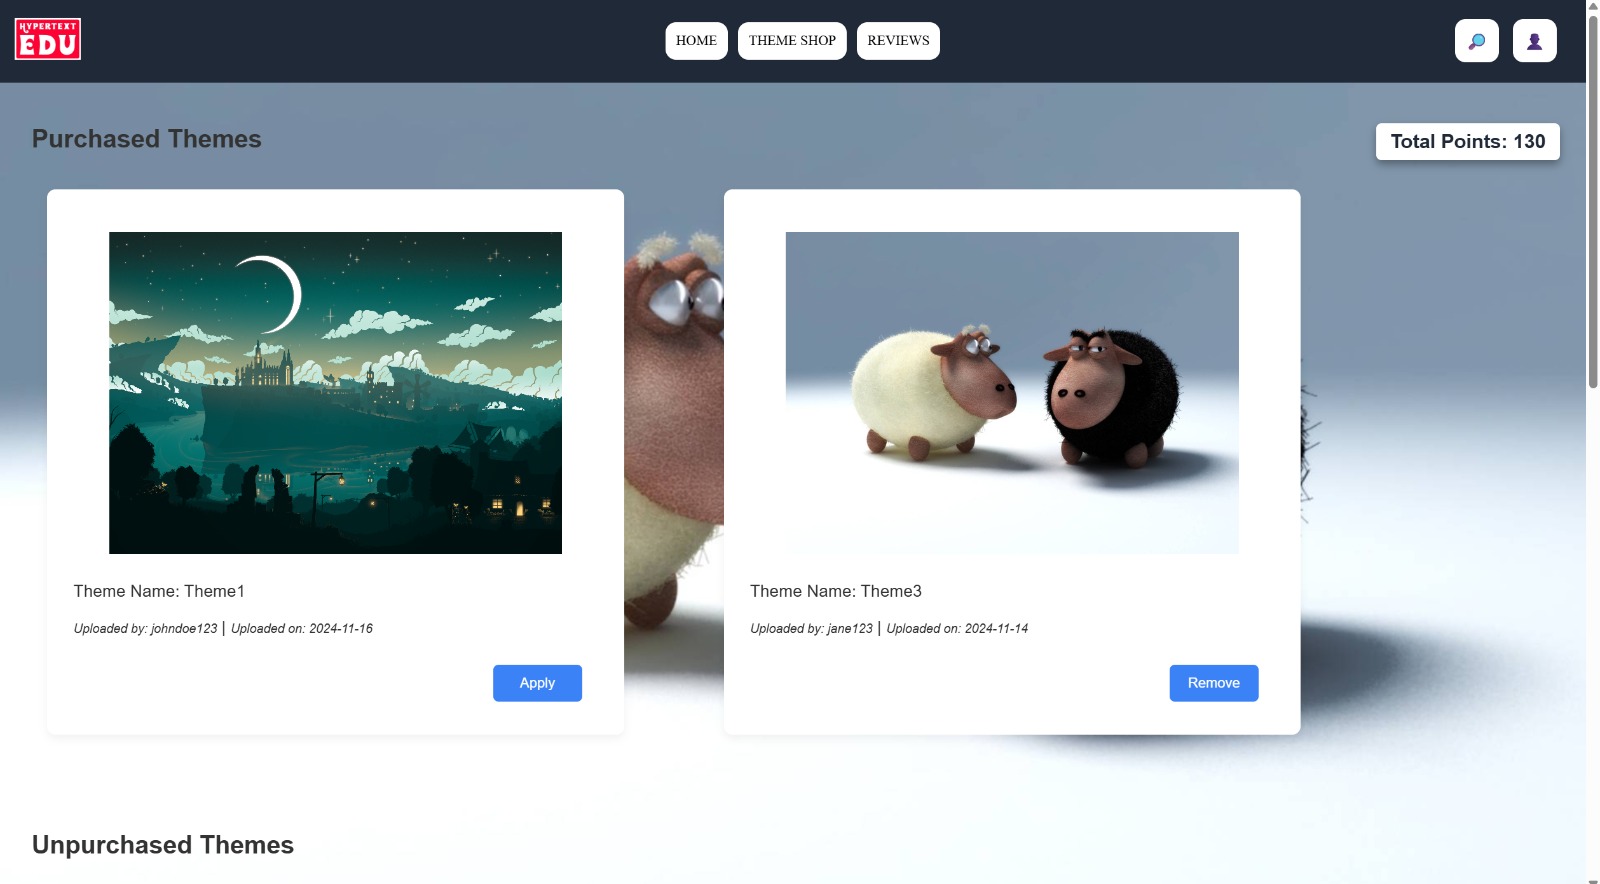 HYPERTEXT
EDU
HOME
THEME SHOP
REVIEWS
Purchased Themes
Total Points: 130
Theme Name: Theme1
Uploaded by: johndoe123 | Uploaded on: 2024-11-16
Apply
Theme Name: Theme3
Uploaded by: jane123 | Uploaded on: 2024-11-14
Remove
Unpurchased Themes